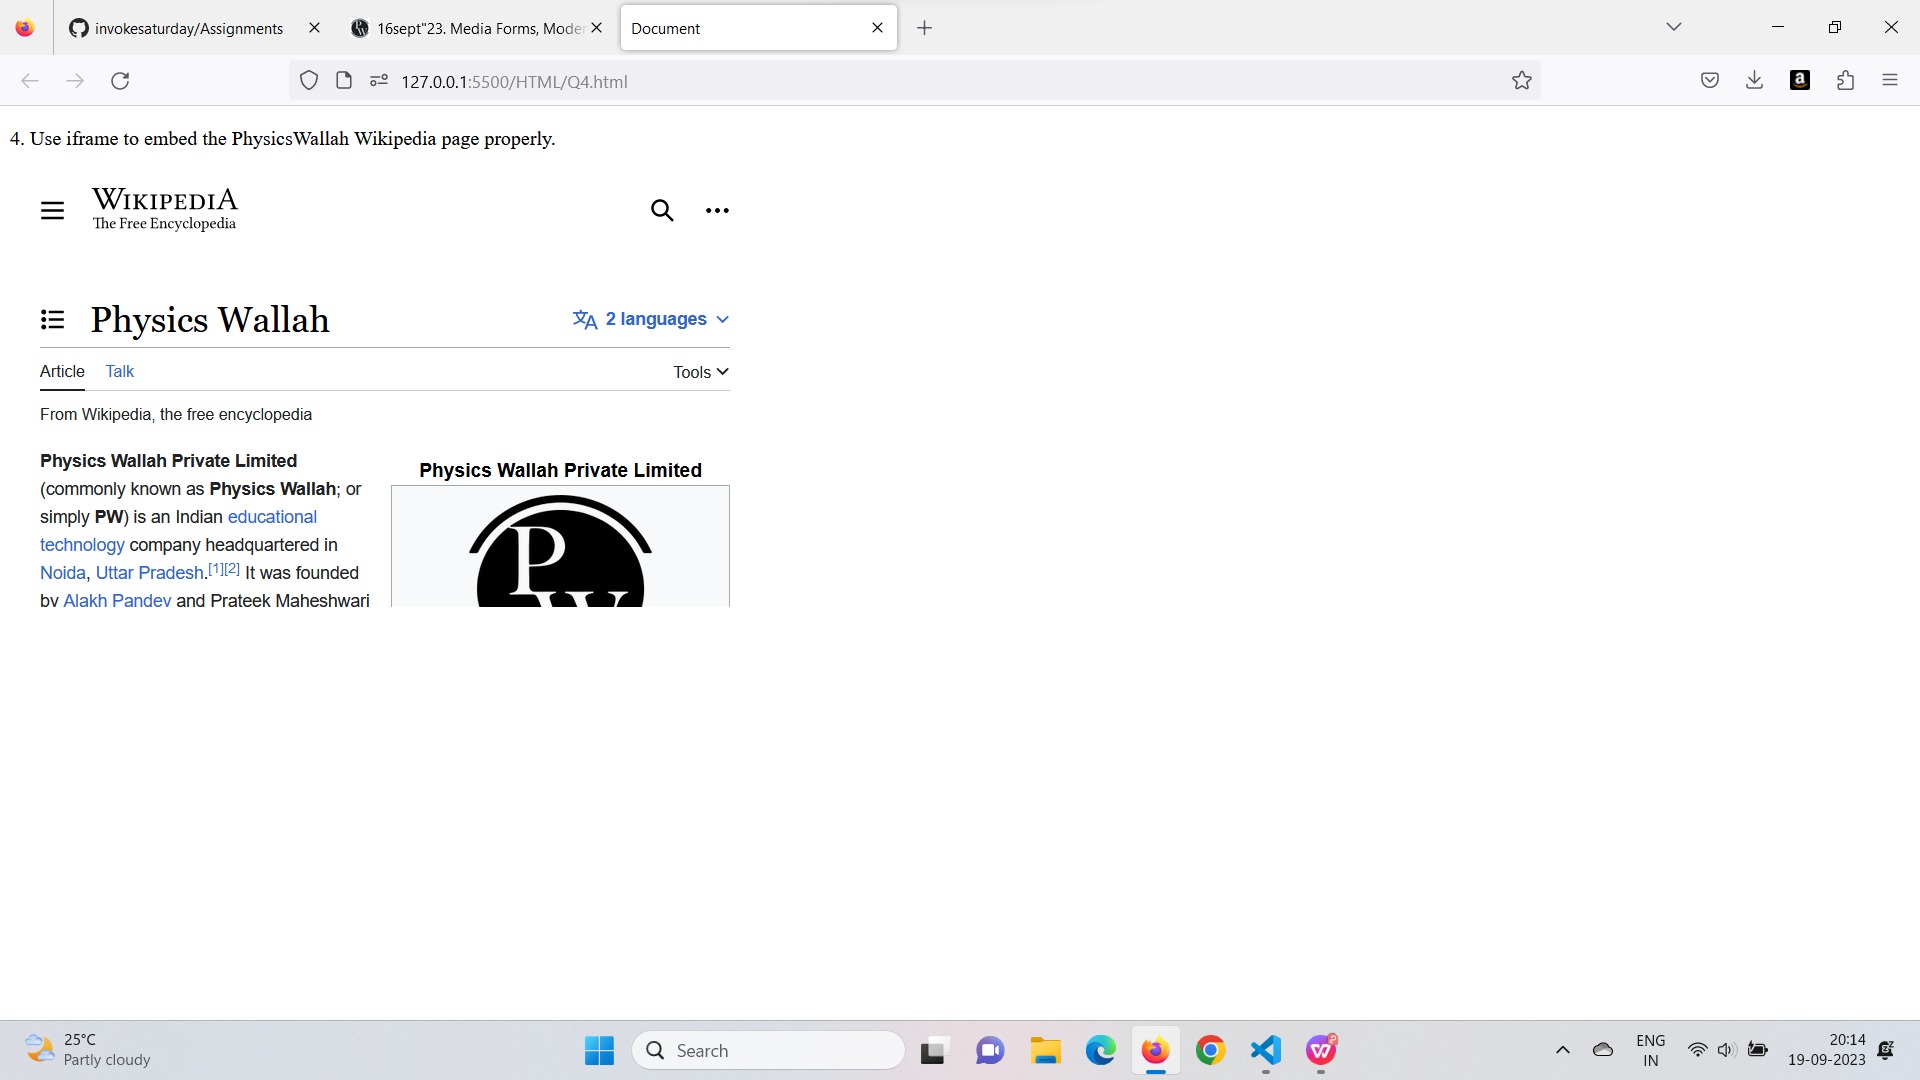 invokesaturday/Assignments
16sept"23. Media Forms, Moder
Document
127.0.0.1:5500/HTML/Q4.html
a
4. Use iframe to embed the PhysicsWallah Wikipedia page properly.
WIKIPEDIA
The Free Encyclopedia
Physics Wallah
2 languages
Article Talk
Tools
From Wikipedia, the free encyclopedia
Physics Wallah Private Limited
(commonly known as Physics Wallah; or
simply PW) is an Indian educational
technology company headquartered in
Noida, Uttar Pradesh.[1][2] It was founded
by Alakh Pandey and Prateek Maheshwari
Physics Wallah Private Limited
P
W
25°C
Partly cloudy
Search
ENG
IN
20:14
19-09-2023